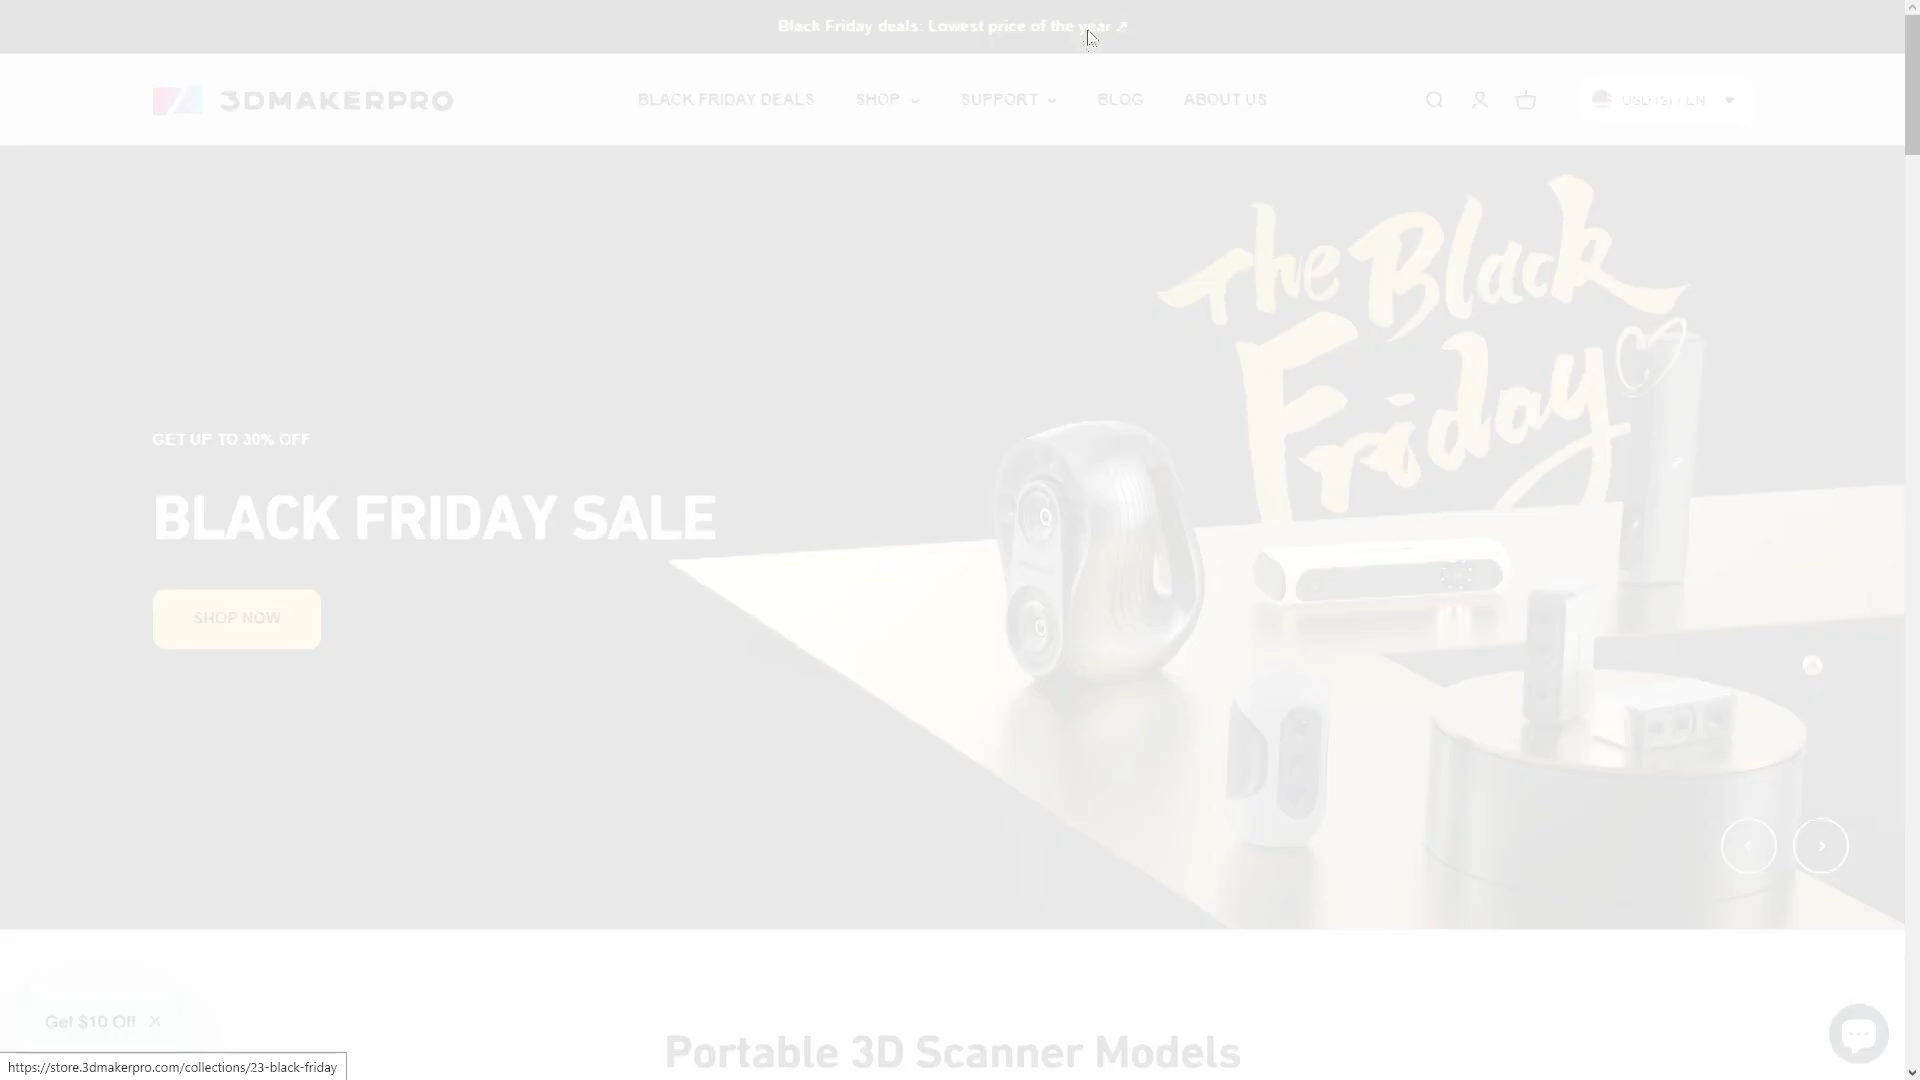 Black Friday deals: Lowest price of the year ↗
3DMAKERPRO
BLACK FRIDAY DEALS SHOP SUPPORT BLOG ABOUT US
USD ($) / EN
The Black
Friday
GET UP TO 30% OFF
BLACK FRIDAY SALE
SHOP NOW
Get $10 Off ×
Portable 3D Scanner Models
https://store.3dmakerpro.com/collections/23-black-friday